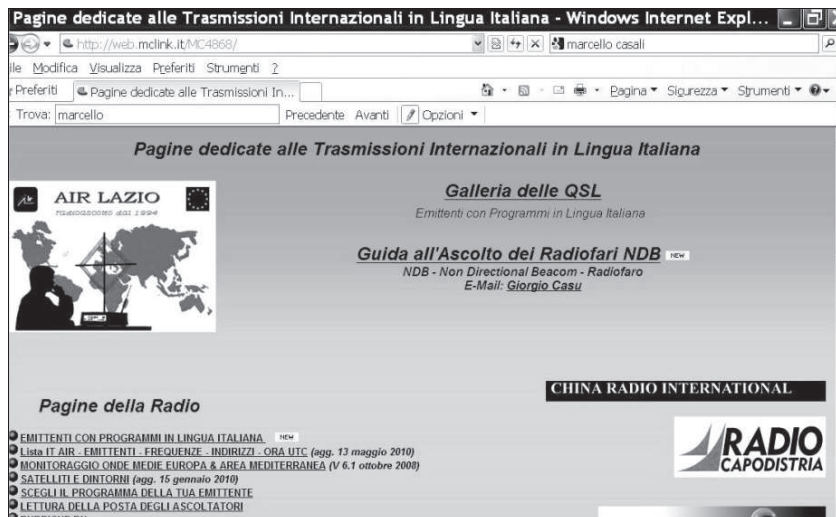 Pagine dedicate alle Trasmissioni Internazionali in Lingua Italiana - Windows Internet Expl...
http://web.mclink.it/MC4868/
marcello casali
ile Modifica Visualizza Preferiti Strumenti ?
Preferiti
Pagine dedicate alle Trasmissioni In...
Pagina Sicurezza Strumenti
Trova: marcello Precedente Avanti Opzioni
Pagine dedicate alle Trasmissioni Internazionali in Lingua Italiana
AIR LAZIO
radioascolto dal 1994
Galleria delle QSL
Emittenti con Programmi in Lingua Italiana
Guida all'Ascolto dei Radiofari NDB NEW
NDB - Non Directional Beacom - Radiofaro
E-Mail: Giorgio Casu
CHINA RADIO INTERNATIONAL
RADIO
CAPODISTRIA
Pagine della Radio
EMITTENTI CON PROGRAMMI IN LINGUA ITALIANA NEW
Lista IT AIR - EMITTENTI - FREQUENZE - INDIRIZZI - ORA UTC (agg. 13 maggio 2010)
MONITORAGGIO ONDE MEDIE EUROPA & AREA MEDITERRANEA (V 6.1 ottobre 2008)
SATELLITI E DINTORNI (agg. 15 gennaio 2010)
SCEGLI IL PROGRAMMA DELLA TUA EMITTENTE
LETTURA DELLA POSTA DEGLI ASCOLTATORI